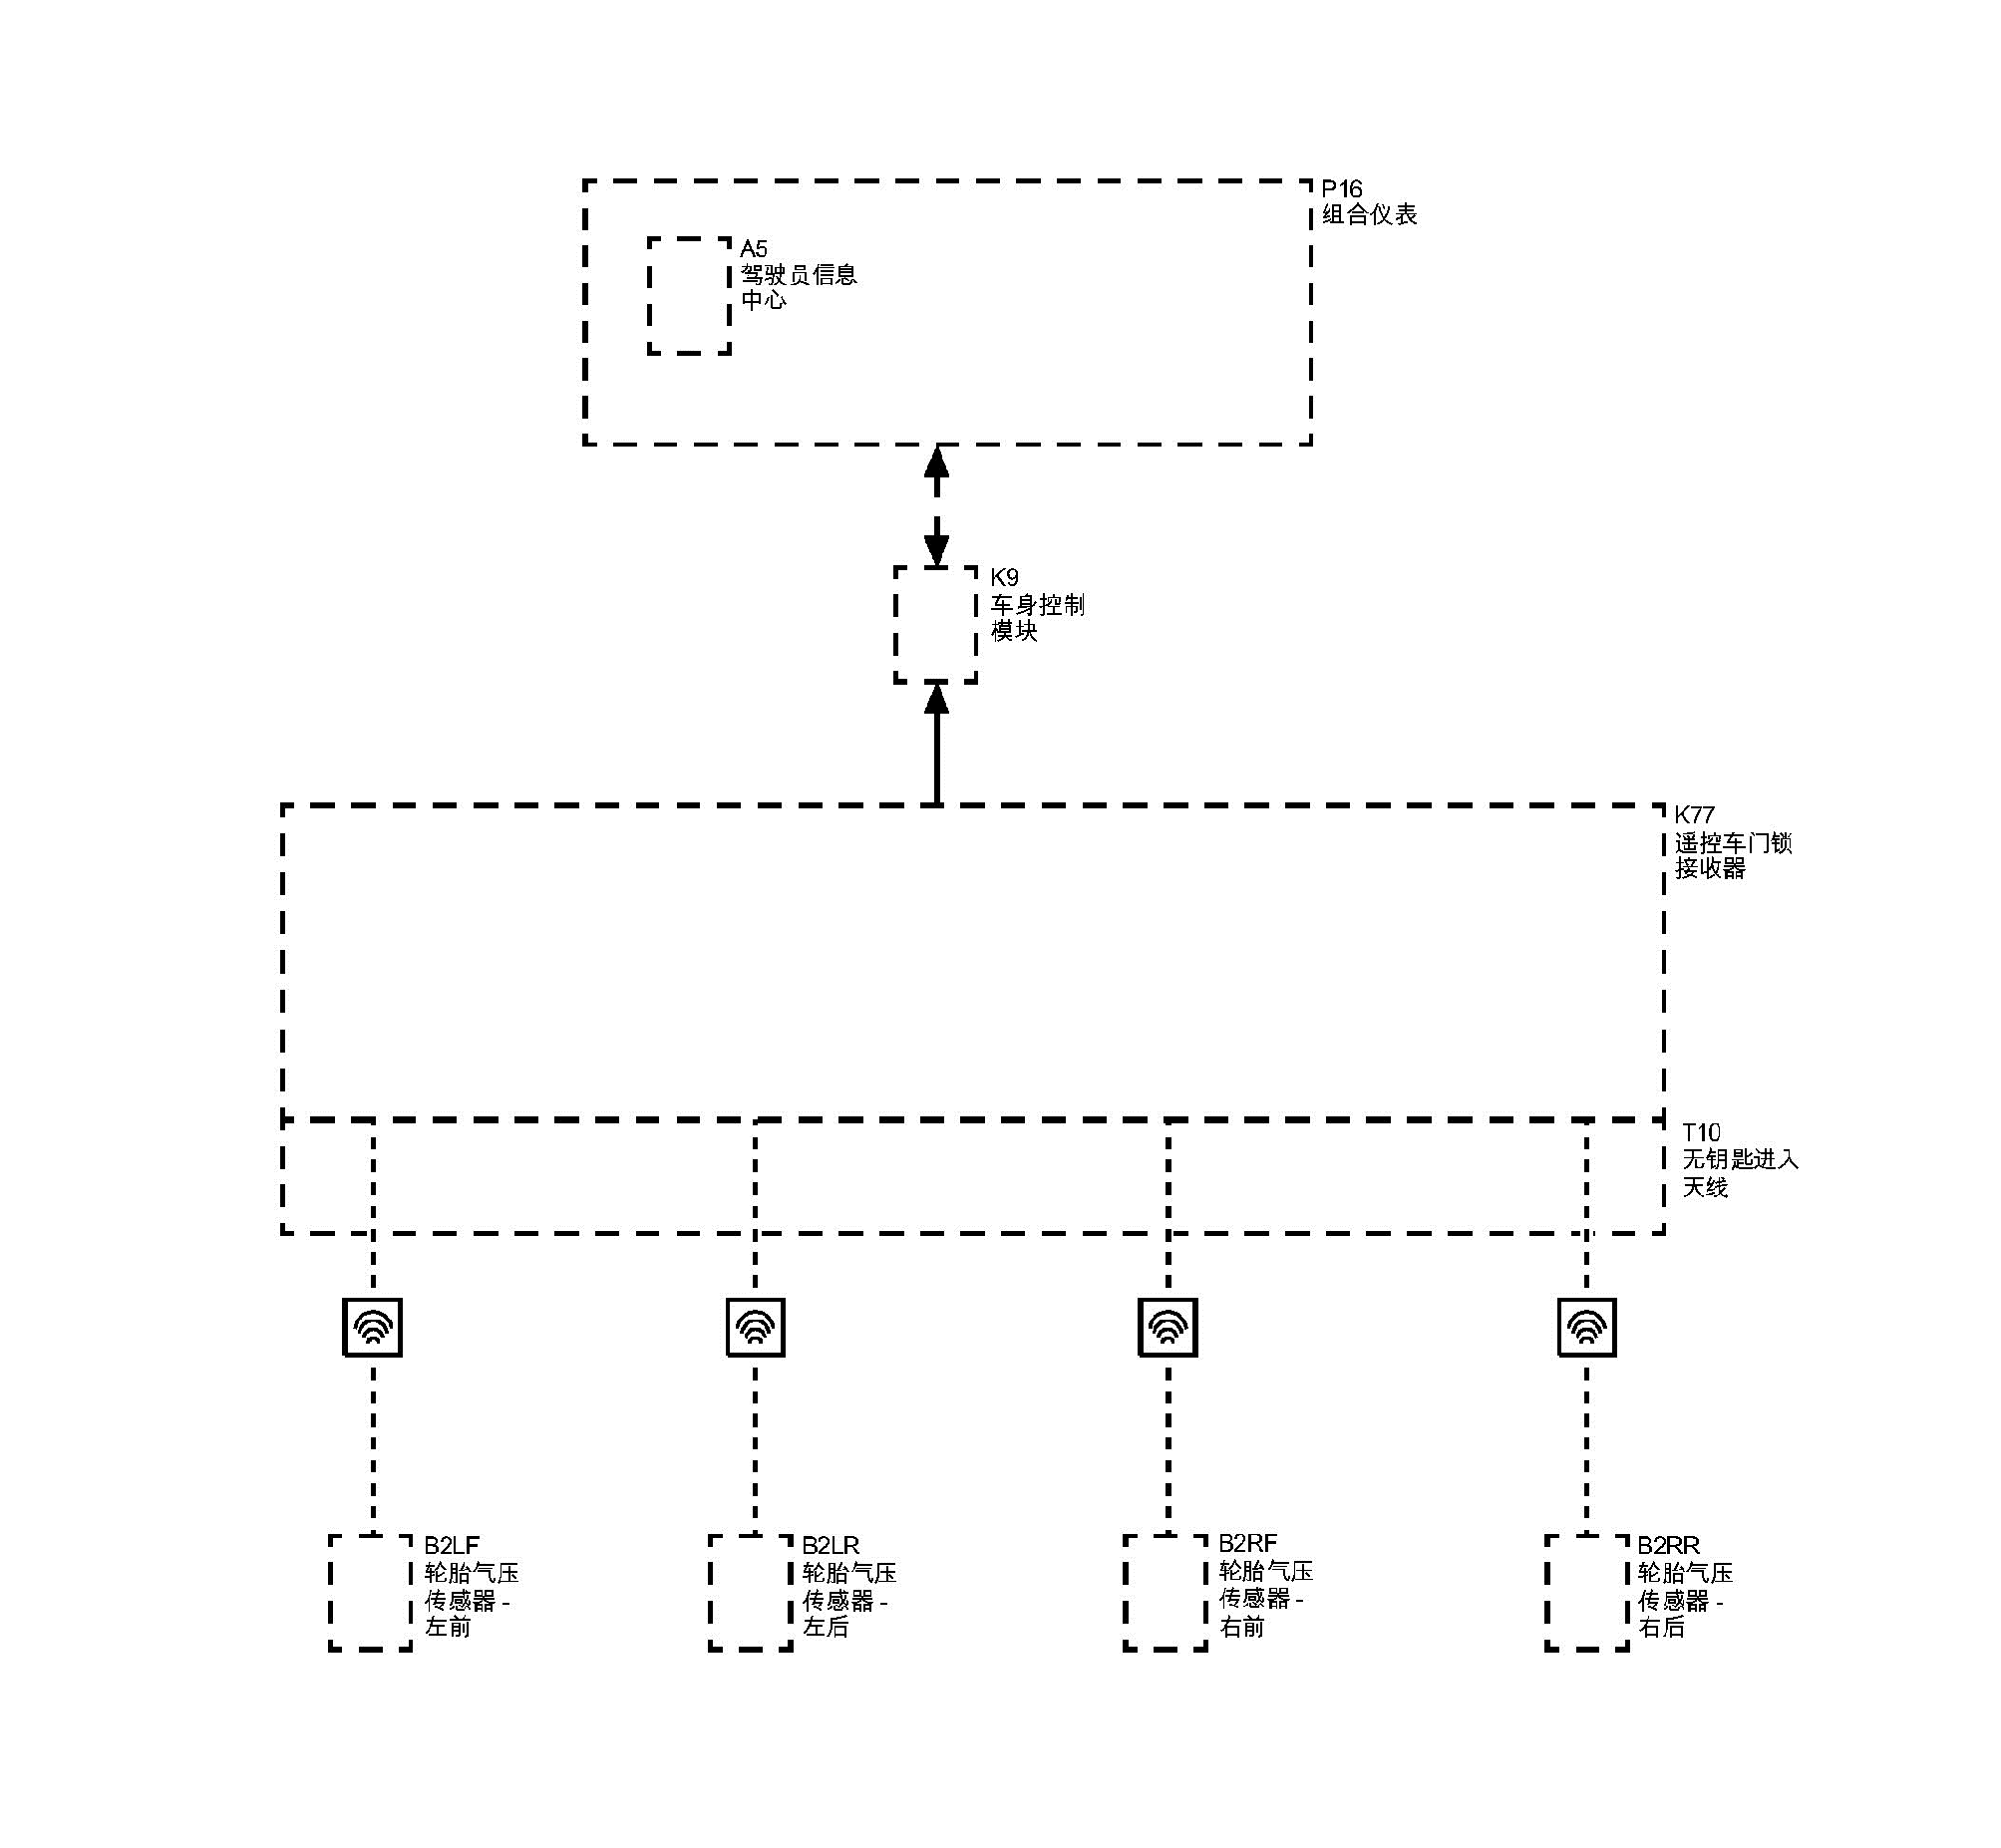 P16
组合仪表
A5
驾驶员信息
中心
K9
车身控制
模块
K77
遥控车门锁
接收器
T10
无钥匙进入
天线
B2LF
轮胎气压
传感器 -
左前
B2LR
轮胎气压
传感器 -
左后
B2RF
轮胎气压
传感器 -
右前
B2RR
轮胎气压
传感器 -
右后